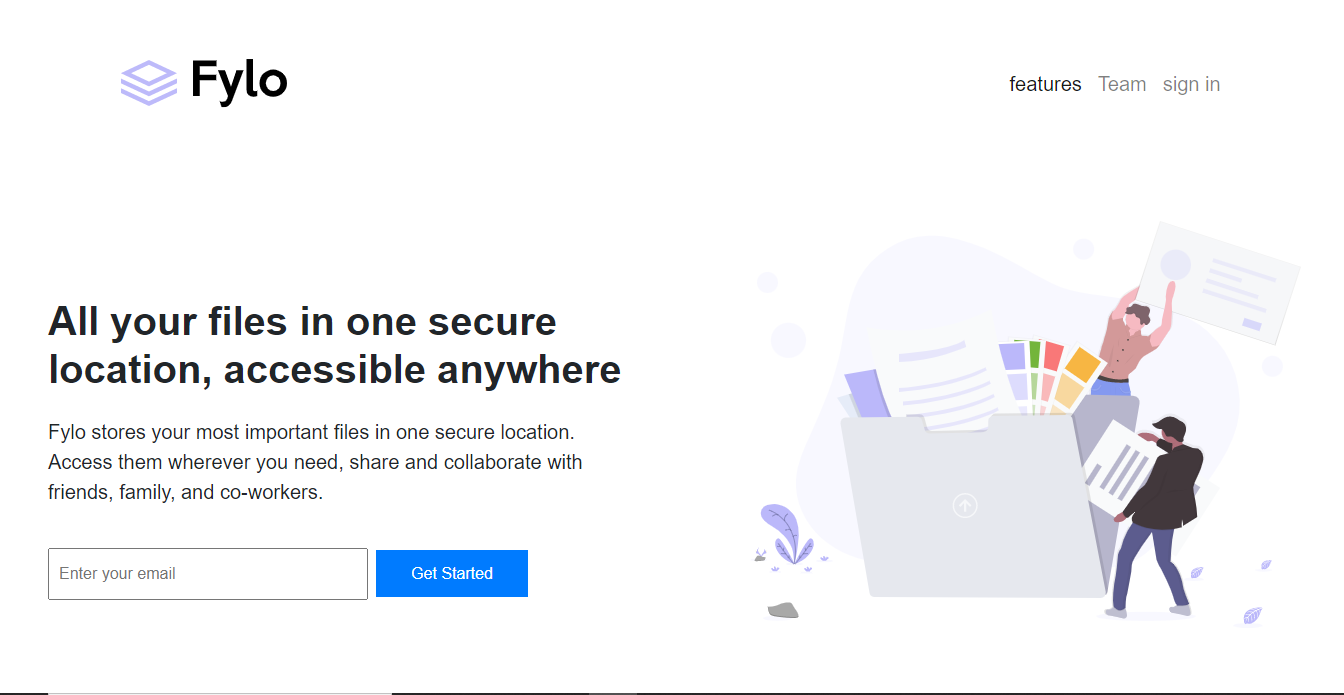 Fylo
features Team sign in
All your files in one secure
location, accessible anywhere
Fylo stores your most important files in one secure location.
Access them wherever you need, share and collaborate with
friends, family, and co-workers.
Enter your email Get Started